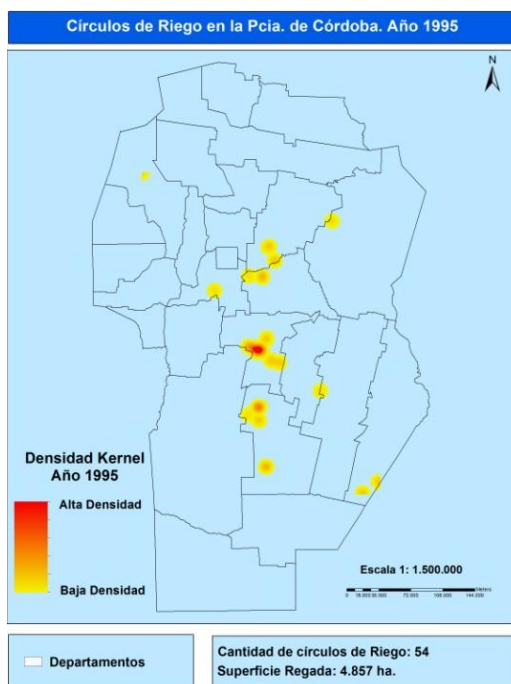 Círculos de Riego en la Pcia. de Córdoba. Año 1995
N
Densidad Kernel
Año 1995
Alta Densidad
Baja Densidad
Escala 1: 1.500.000
Meters
Departamentos
Cantidad de círculos de Riego: 54
Superficie Regada: 4.857 ha.